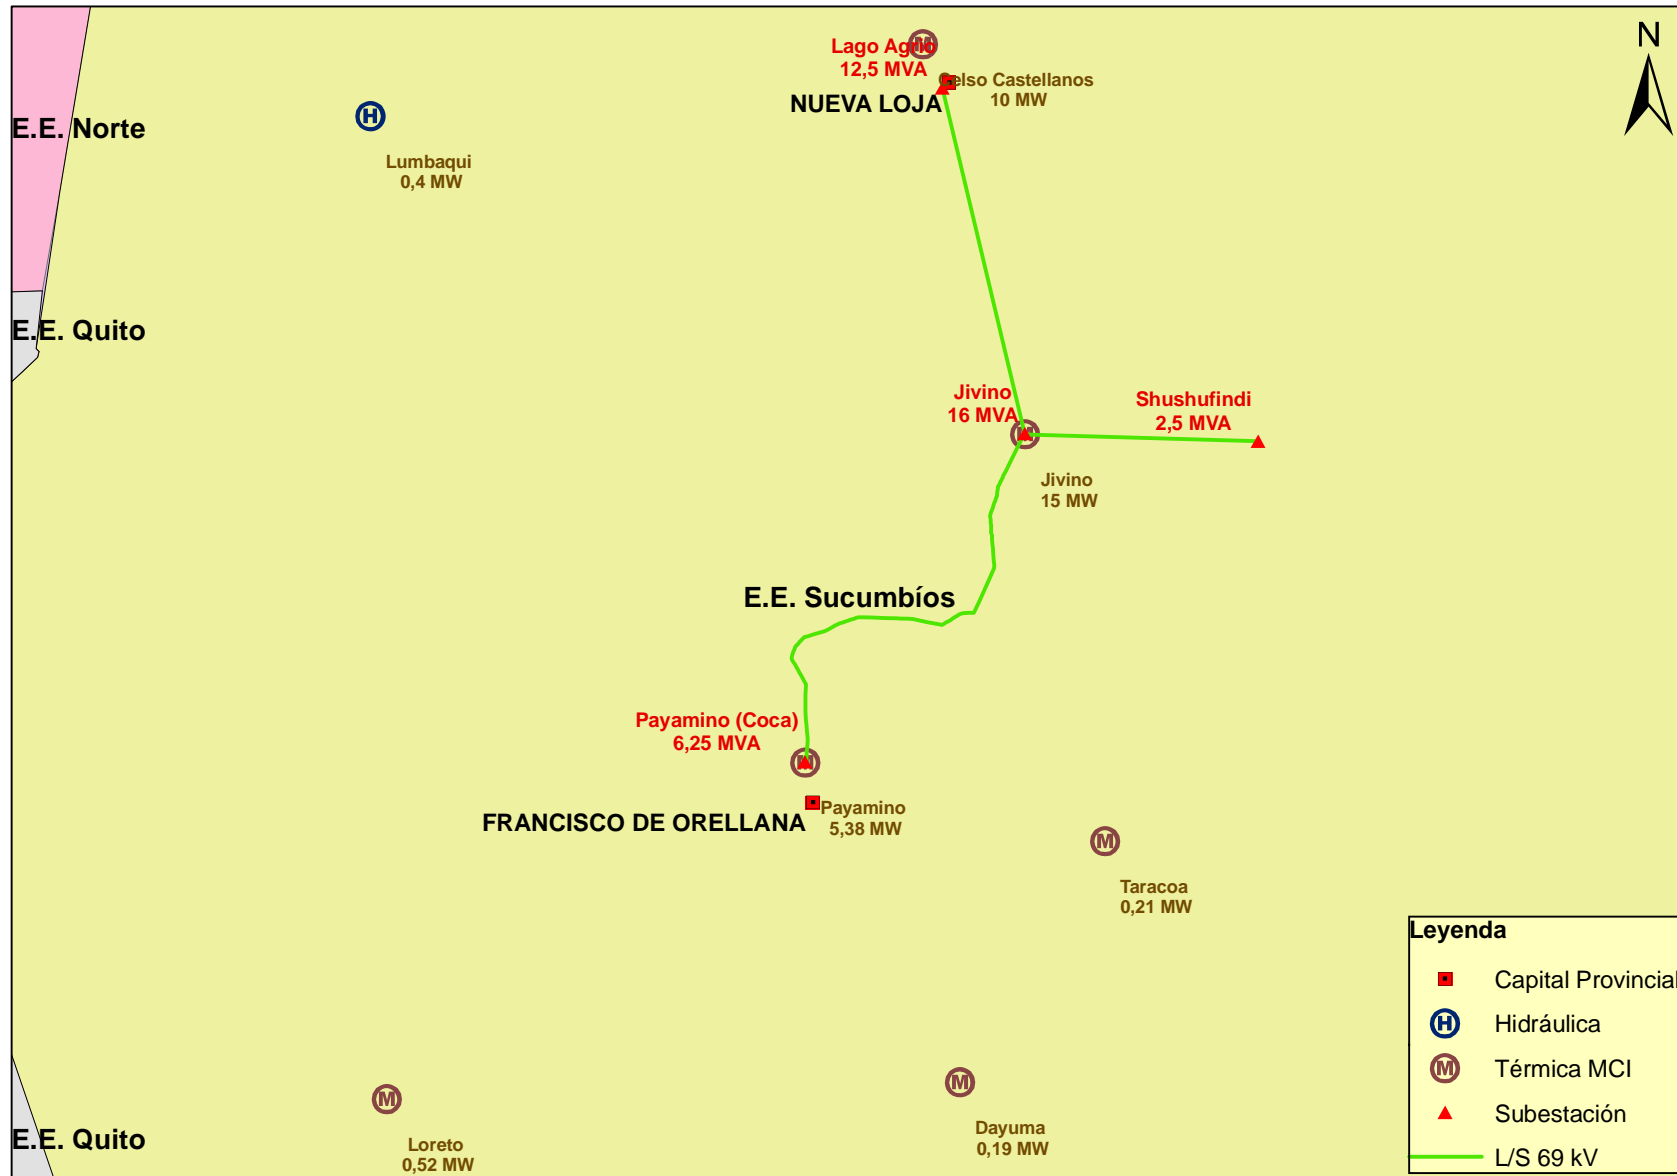 N
Lago Agrio
12,5 MVA
Celso Castellanos
10 MW
NUEVA LOJA
E.E. Norte
H
Lumbaqui
0,4 MW
E.E. Quito
Jivino
16 MVA
Shushufindi
2,5 MVA
Jivino
15 MW
E.E. Sucumbíos
Payamino (Coca)
6,25 MVA
M
FRANCISCO DE ORELLANA
Payamino
5,38 MW
M
Taracoa
0,21 MW
M
Loreto
0,52 MW
M
Dayuma
0,19 MW
E.E. Quito
Leyenda
Capital Provincial
H Hidráulica
M Térmica MCI
Subestación
L/S 69 kV